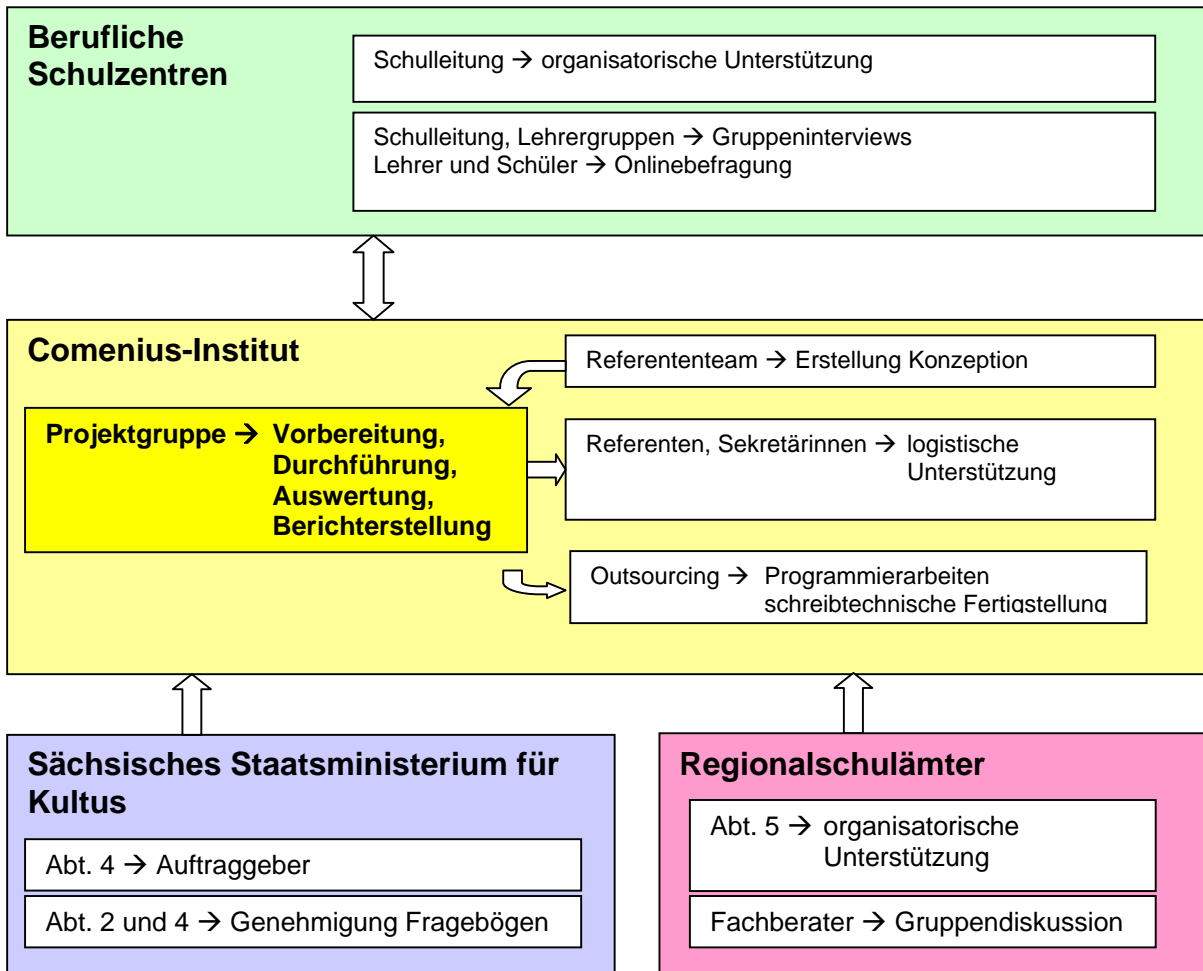 Berufliche
Schulzentren
Schulleitung → organisatorische Unterstützung
Schulleitung, Lehrergruppen → Gruppeninterviews
Lehrer und Schüler → Onlinebefragung
Comenius-Institut
Referententeam → Erstellung Konzeption
Projektgruppe → Vorbereitung,
Durchführung,
Auswertung,
Berichterstellung
Referenten, Sekretärinnen → logistische
Unterstützung
Outsourcing → Programmierarbeiten
schreibtechnische Fertigstellung
Sächsisches Staatsministerium für
Kultus
Abt. 4 → Auftraggeber
Abt. 2 und 4 → Genehmigung Fragebögen
Regionalschulämter
Abt. 5 → organisatorische
Unterstützung
Fachberater → Gruppendiskussion